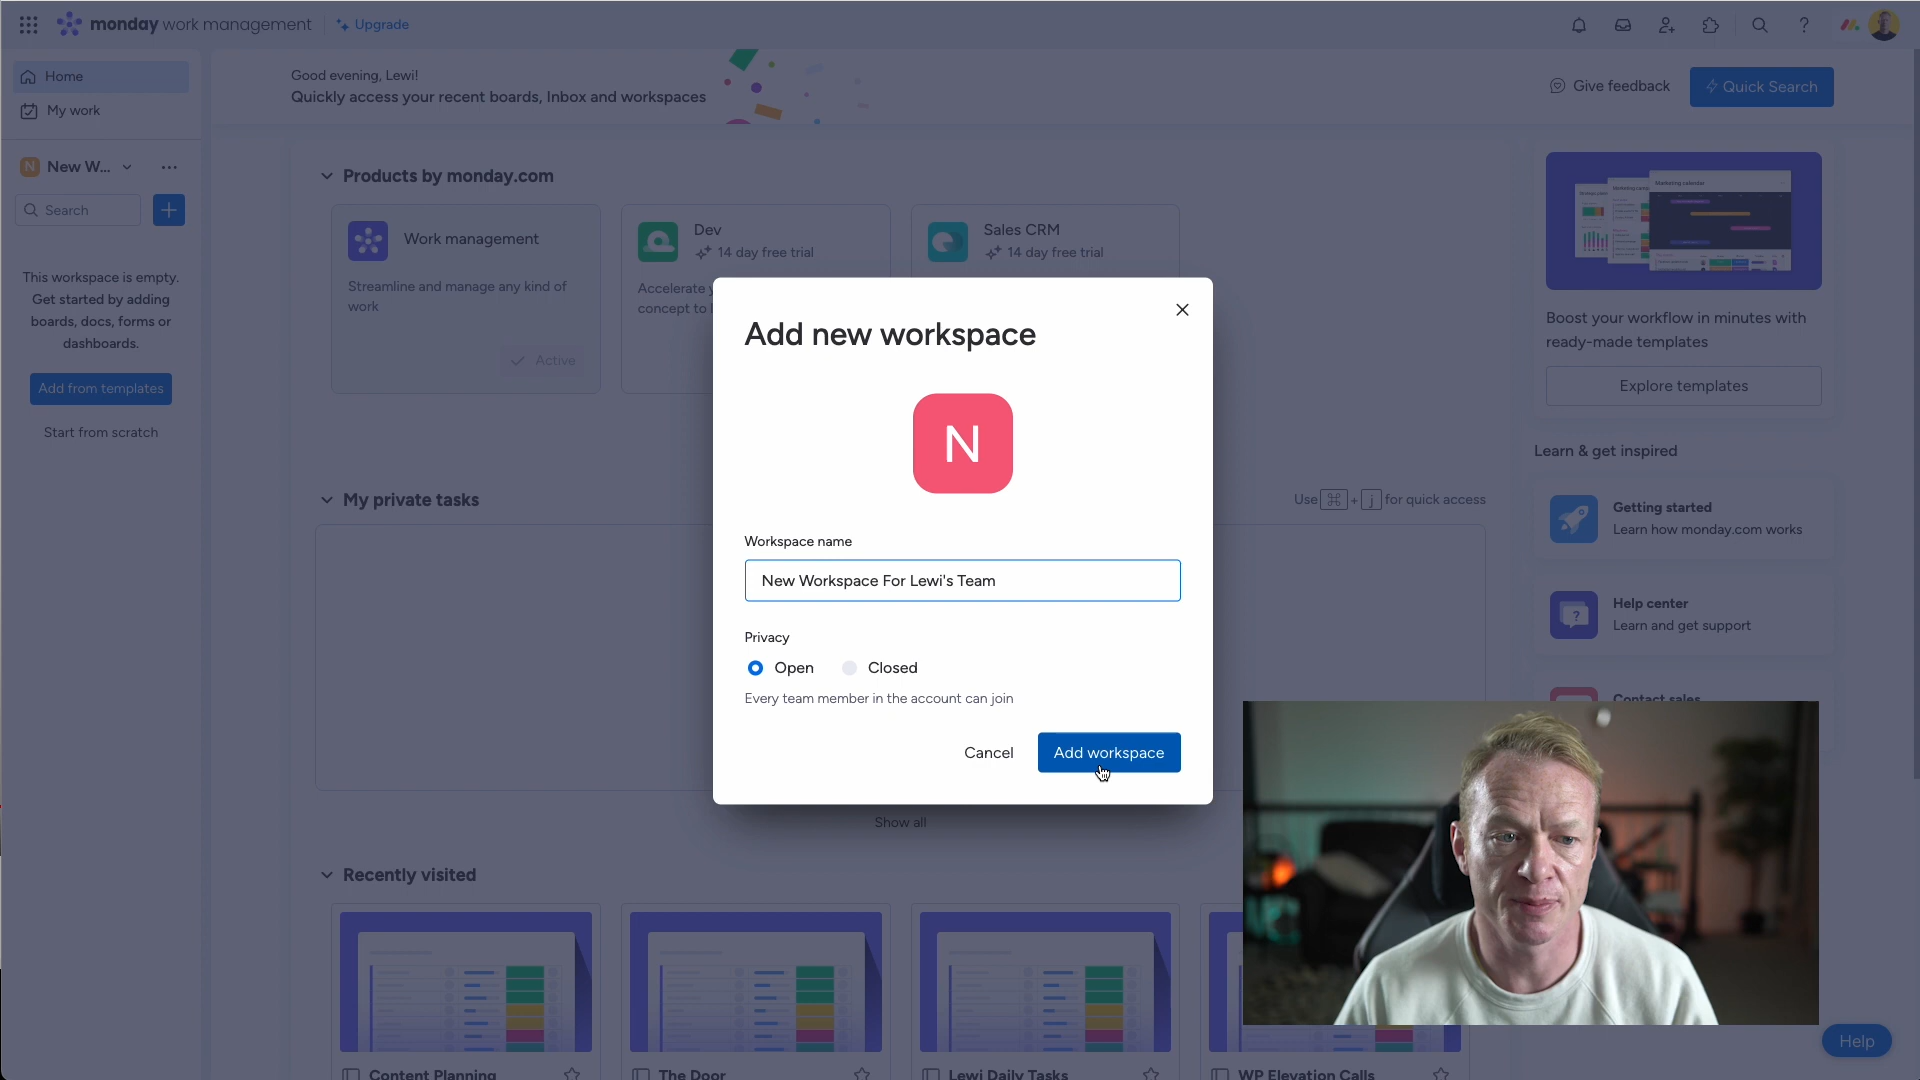 monday work management
Upgrade
Home
My work
N New W...
Search
This workspace is empty.
Get started by adding
boards, docs, forms or
dashboards.
Add from templates
Start from scratch
Good evening, Lewi!
Quickly access your recent boards, Inbox and workspaces
Give feedback
Quick Search
Products by monday.com
Work management
Streamline and manage any kind of
work
Active
Dev
14 day free trial
Accelerate
concept to
Sales CRM
14 day free trial
My private tasks
Use ⌘ + j for quick access
Show all
Recently visited
Content Planning
The Door
Lewi Daily Tasks
WP Elevation Calls
Add new workspace
N
Workspace name
New Workspace For Lewi's Team
Privacy
Open
Closed
Every team member in the account can join
Cancel
Add workspace
Marketing calendar
Boost your workflow in minutes with
ready-made templates
Explore templates
Learn & get inspired
Getting started
Learn how monday.com works
Help center
Learn and get support
Contact sales
Help